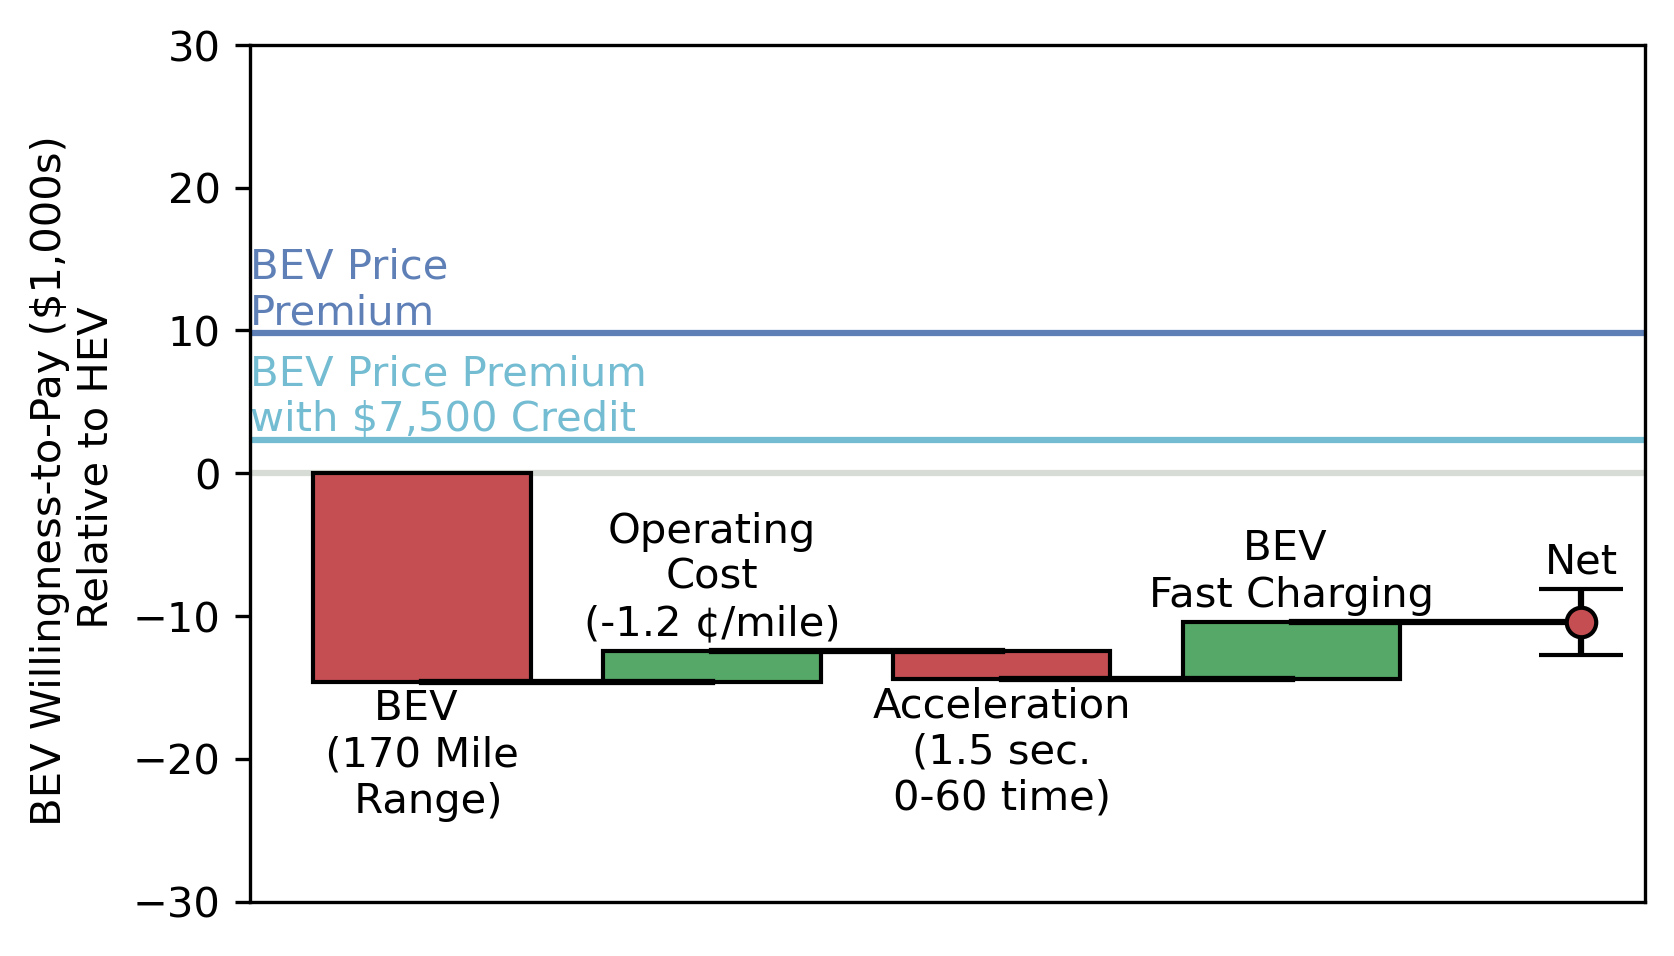 BEV Willingness-to-Pay ($1,000s)
Relative to HEV
30
20
10
0
−10
−20
−30
BEV Price
Premium
BEV Price Premium
with $7,500 Credit
BEV
(170 Mile
Range)
Operating
Cost
(-1.2 ¢/mile)
Acceleration
(1.5 sec.
0-60 time)
BEV
Fast Charging
Net